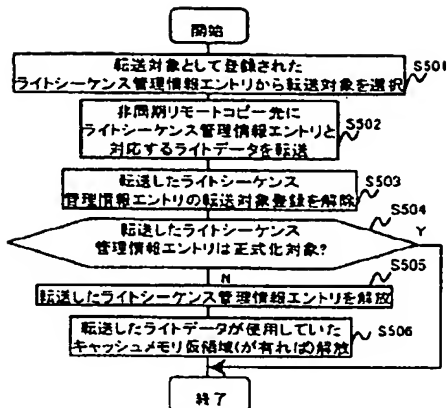 開始
転送対象として登録された
ライトシーケンス管理情報エントリから転送対象を選択
S501
非同期リモートコピー先に
ライトシーケンス管理情報エントリと
対応するライトデータを転送
S502
転送したライトシーケンス
管理情報エントリの転送対象登録を解除
S503
転送したライトシーケンス
管理情報エントリは正式化対象?
S504
Y
N
転送したライトシーケンス管理情報エントリを解放
S505
転送したライトデータが使用していた
キャッシュメモリ仮領域(が有れば)解放
S506
終了